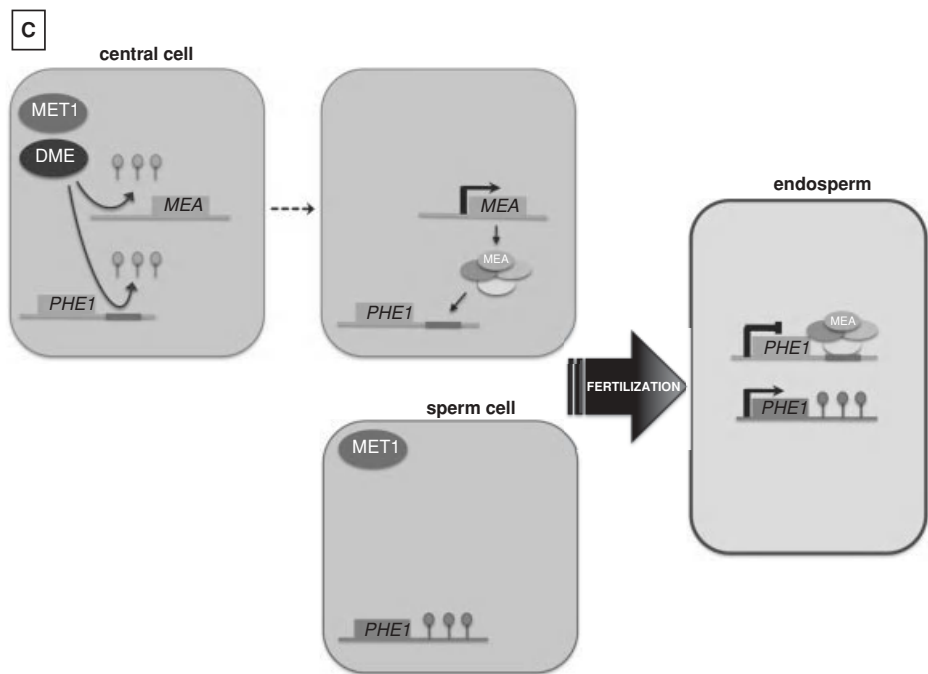 C
central cell
MET1
DME
MEA
PHE1
MEA
MEA
PHE1
FERTILIZATION
sperm cell
MET1
PHE1
endosperm
MEA
PHE1
PHE1